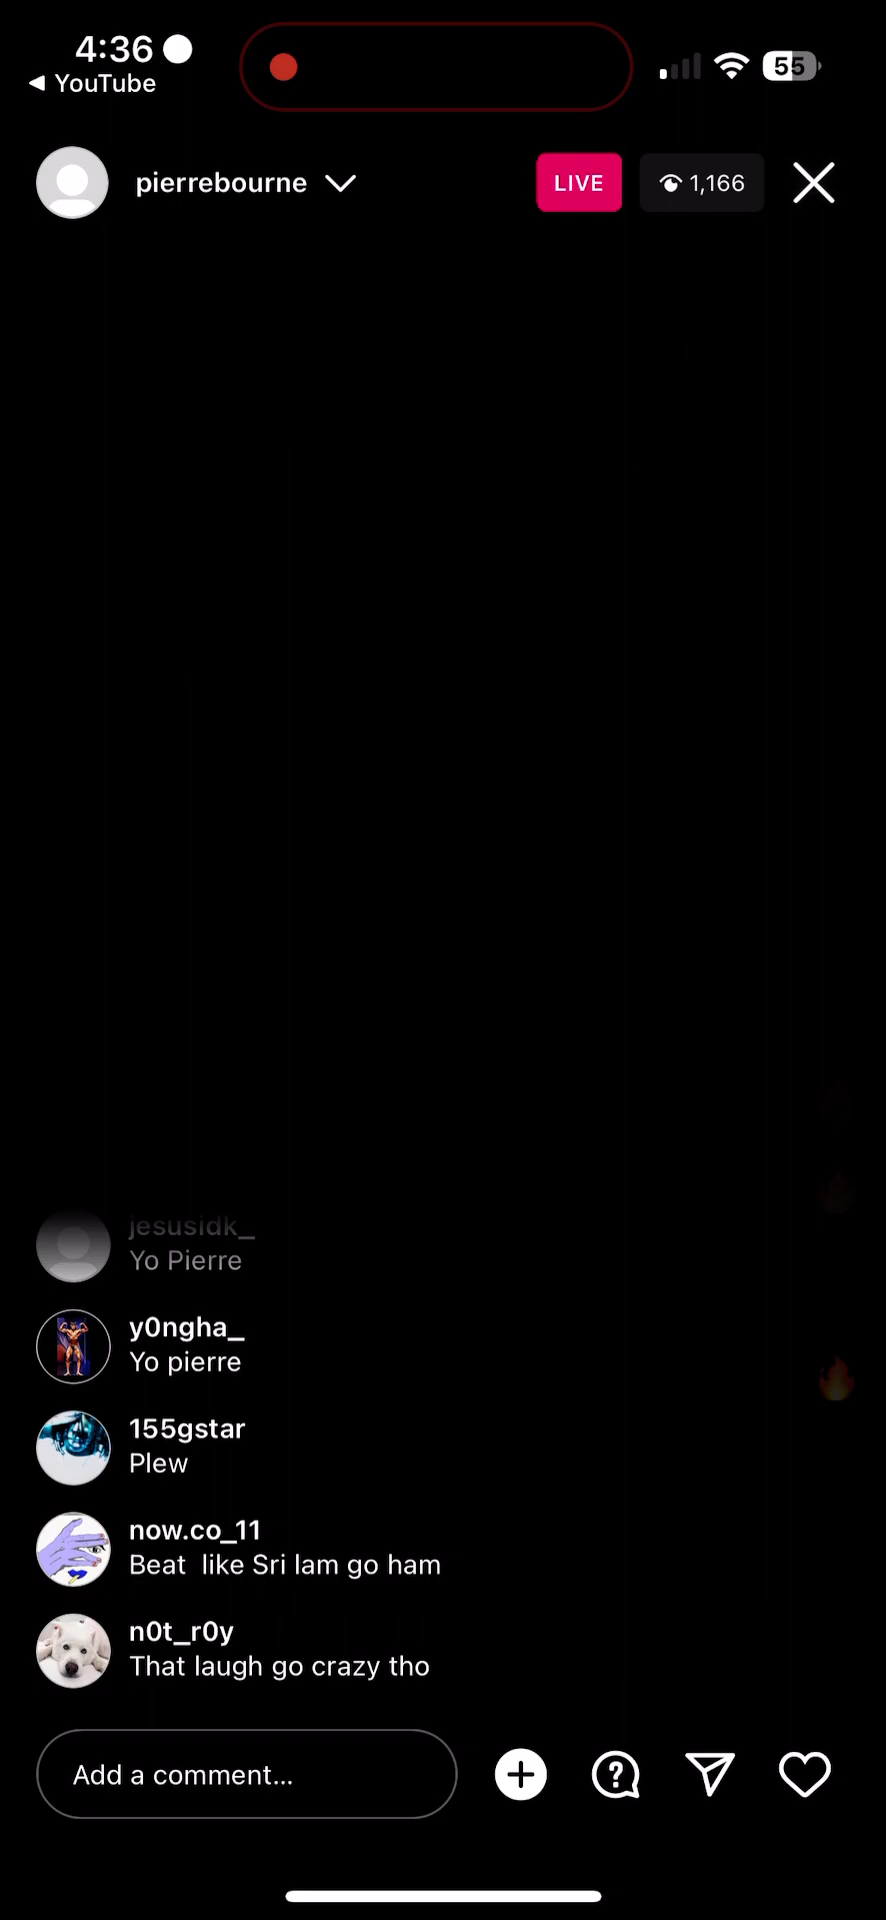 4:36
55
YouTube
pierrebourne
LIVE
1,166
jesusidk_
Yo Pierre
y0ngha_
Yo pierre
155gstar
Plew
now.co_11
Beat  like Sri lam go ham
n0t_r0y
That laugh go crazy tho
Add a comment...